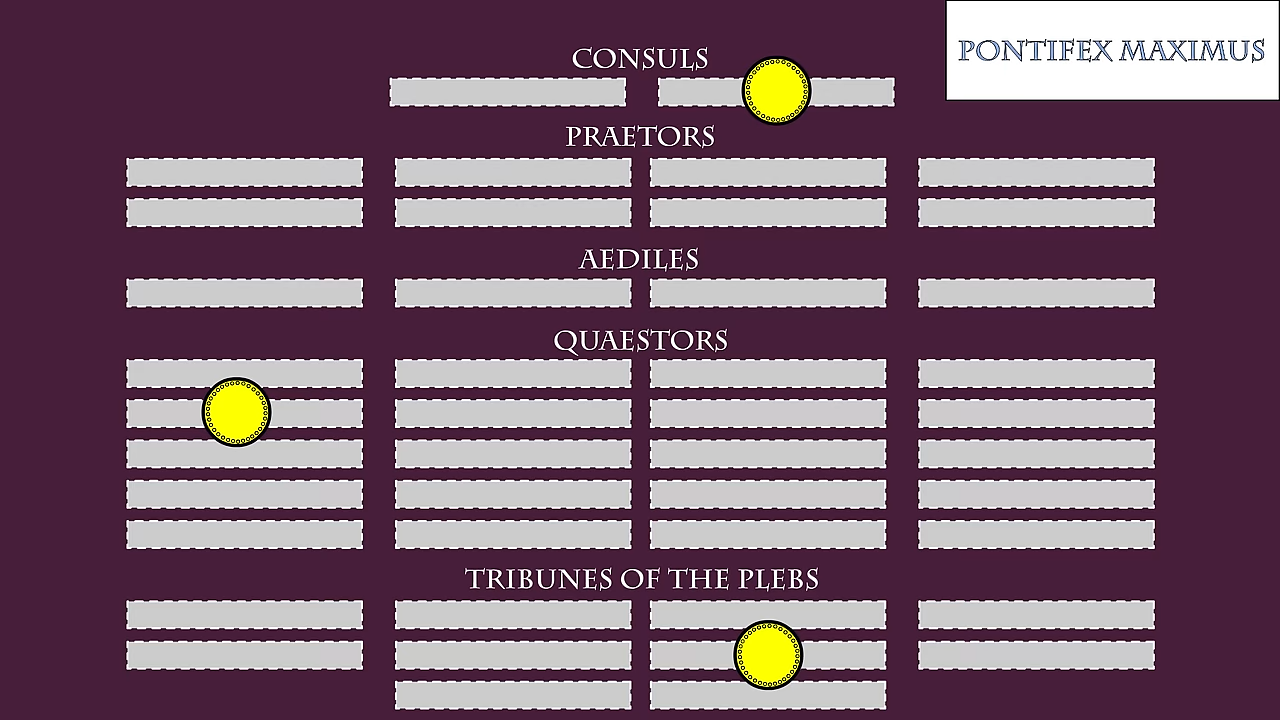 PONTIFEX MAXIMUS
CONSULS
PRAETORS
AEDILES
QUAESTORS
TRIBUNES OF THE PLEBS